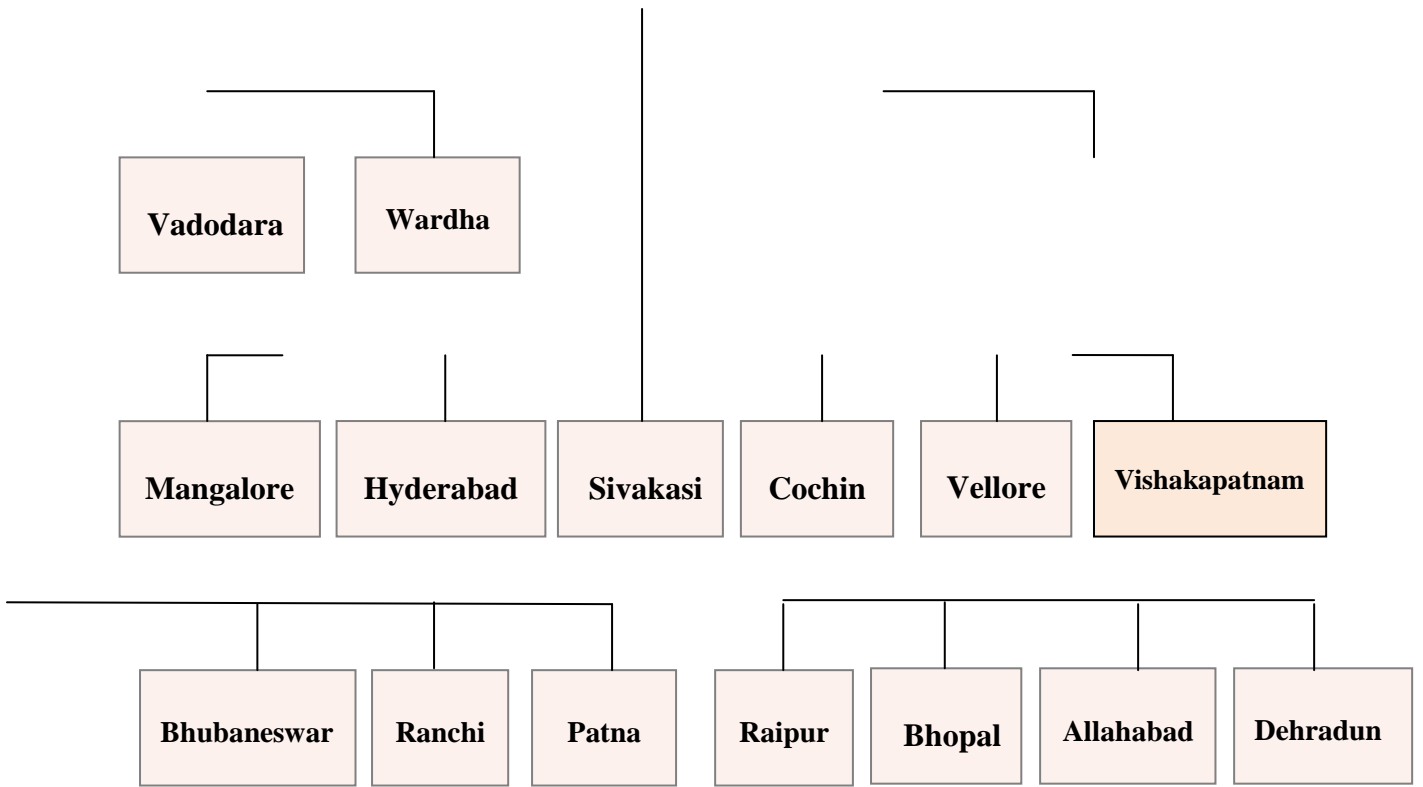 Vadodara
Wardha
Mangalore
Hyderabad
Sivakasi
Cochin
Vellore
Vishakapatnam
Bhubaneswar
Ranchi
Patna
Raipur
Bhopal
Allahabad
Dehradun